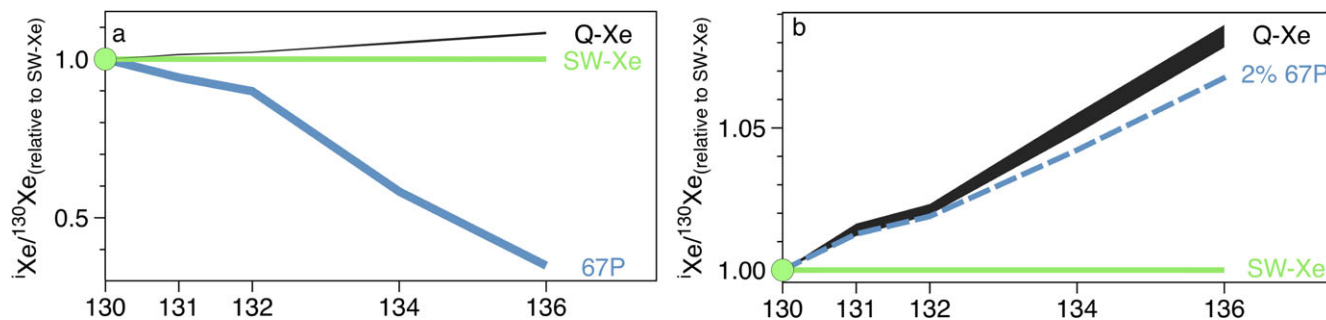 a
Q-Xe
SW-Xe
67P
1.0
0.5
ⁱXe/¹³⁰Xe(relative to SW-Xe)
130 131 132 134 136
b
Q-Xe
2% 67P
SW-Xe
1.05
1.00
ⁱXe/¹³⁰Xe(relative to SW-Xe)
130 131 132 134 136